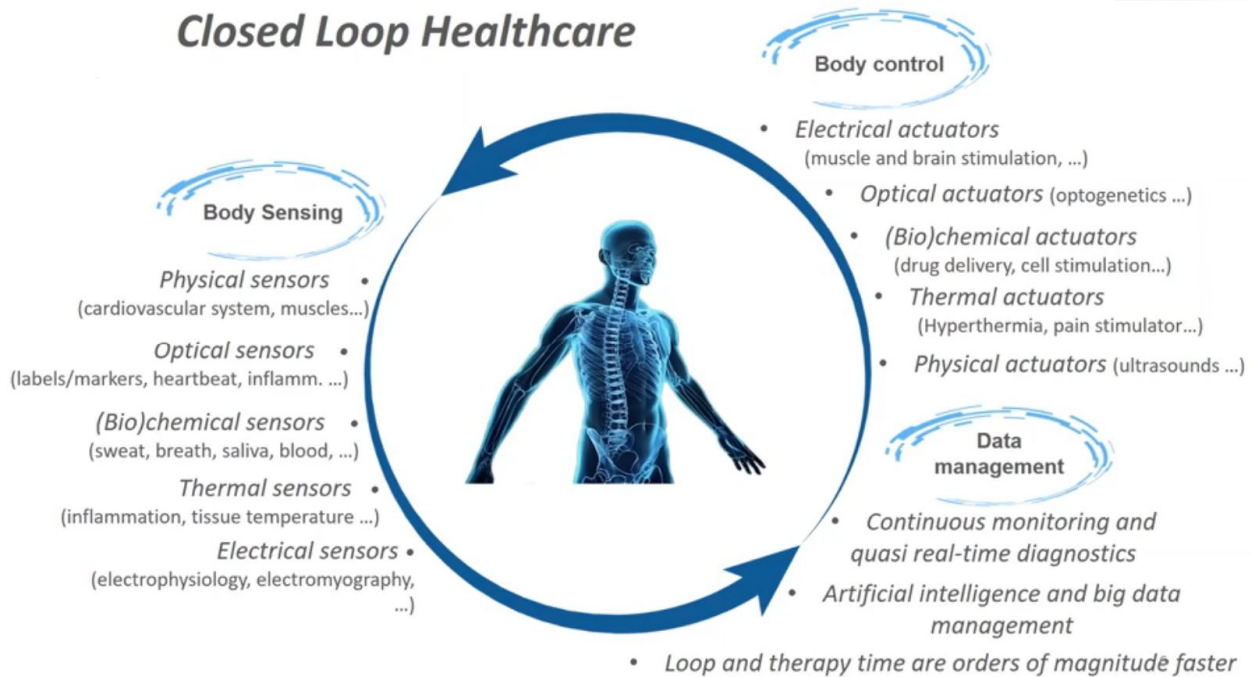 Closed Loop Healthcare
Body control
• Electrical actuators
(muscle and brain stimulation, ...)
• Optical actuators (optogenetics ...)
• (Bio)chemical actuators
(drug delivery, cell stimulation...)
• Thermal actuators
(Hyperthermia, pain stimulator...)
• Physical actuators (ultrasounds ...)
Body Sensing
Physical sensors •
(cardiovascular system, muscles...)
Optical sensors •
(labels/markers, heartbeat, inflamm. ...)
(Bio)chemical sensors •
(sweat, breath, saliva, blood, ...)
Thermal sensors •
(inflammation, tissue temperature ...)
Electrical sensors •
(electrophysiology, electromyography,
...)
Data
management
• Continuous monitoring and
quasi real-time diagnostics
• Artificial intelligence and big data
management
• Loop and therapy time are orders of magnitude faster